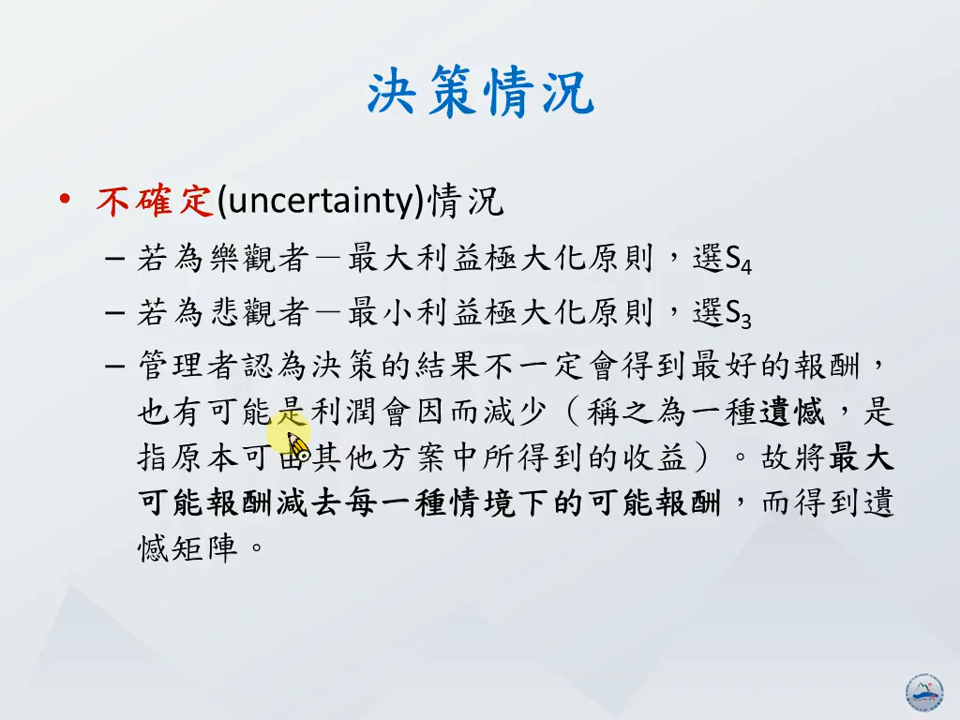 決策情況
• 不確定(uncertainty)情況
– 若為樂觀者－最大利益極大化原則，選S4
– 若為悲觀者－最小利益極大化原則，選S3
– 管理者認為決策的結果不一定會得到最好的報酬，
也有可能是利潤會因而減少（稱之為一種遺憾，是
指原本可由其他方案中所得到的收益）。故將最大
可能報酬減去每一種情境下的可能報酬，而得到遺
憾矩陣。